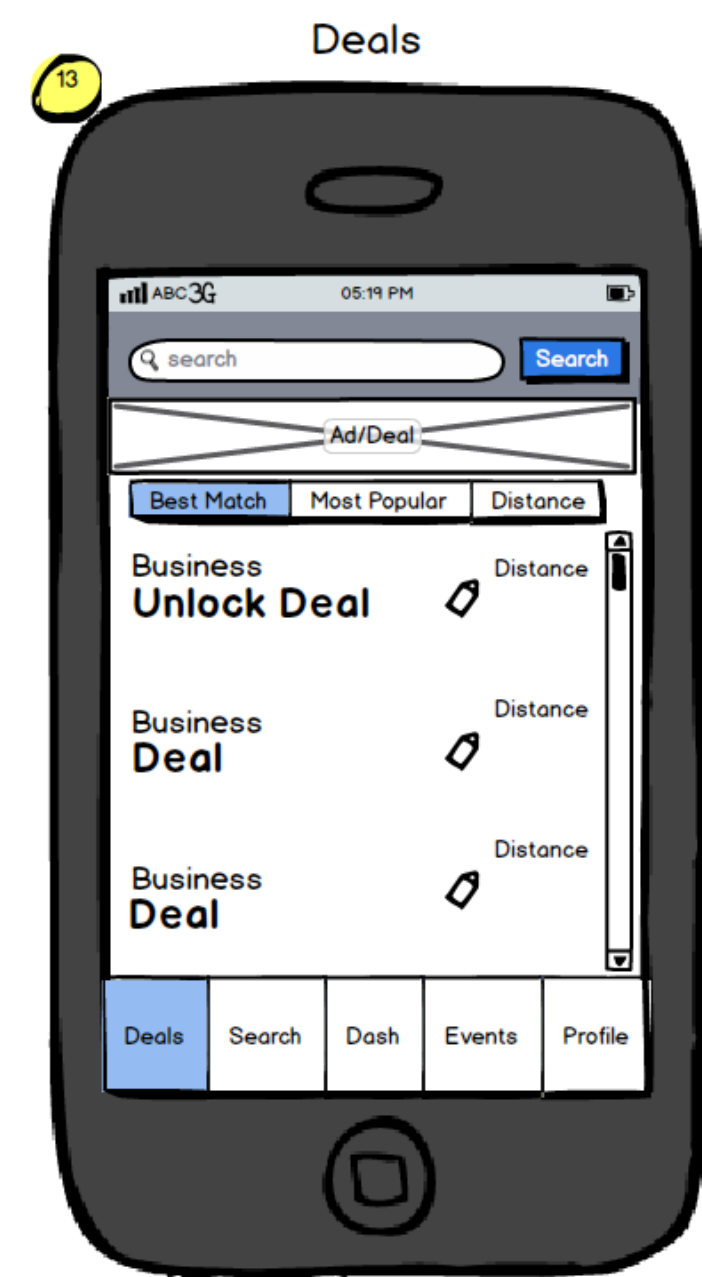 Deals
13
ABC 3G 05:19 PM
search Search
Ad/Deal
Best Match Most Popular Distance
Business Distance
Unlock Deal
Distance
Business
Deal
Distance
Business
Deal
Deals Search Dash Events Profile